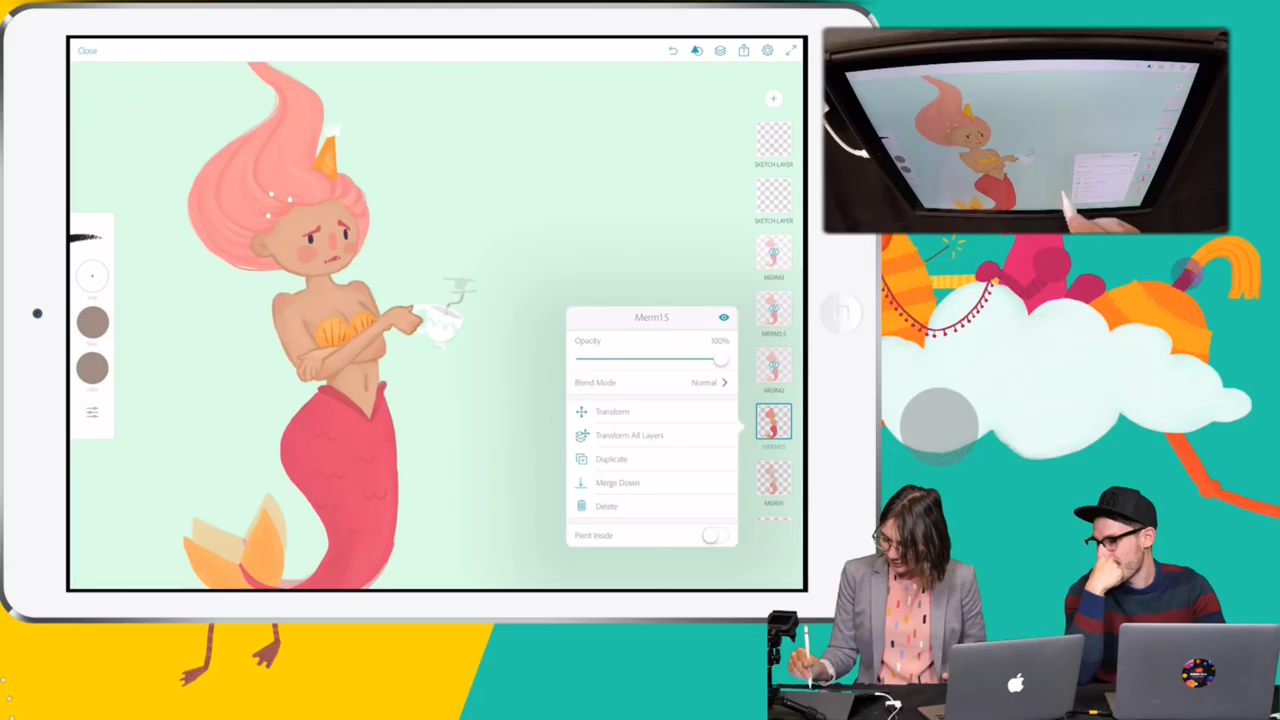 Close
SKETCH LAYER
SKETCH LAYER
MERM3
MERM2.5
MERM2
MERM1.5
MERM1
Merm1.5
Opacity 100%
Blend Mode Normal
Transform
Transform All Layers
Duplicate
Merge Down
Delete
Paint Inside